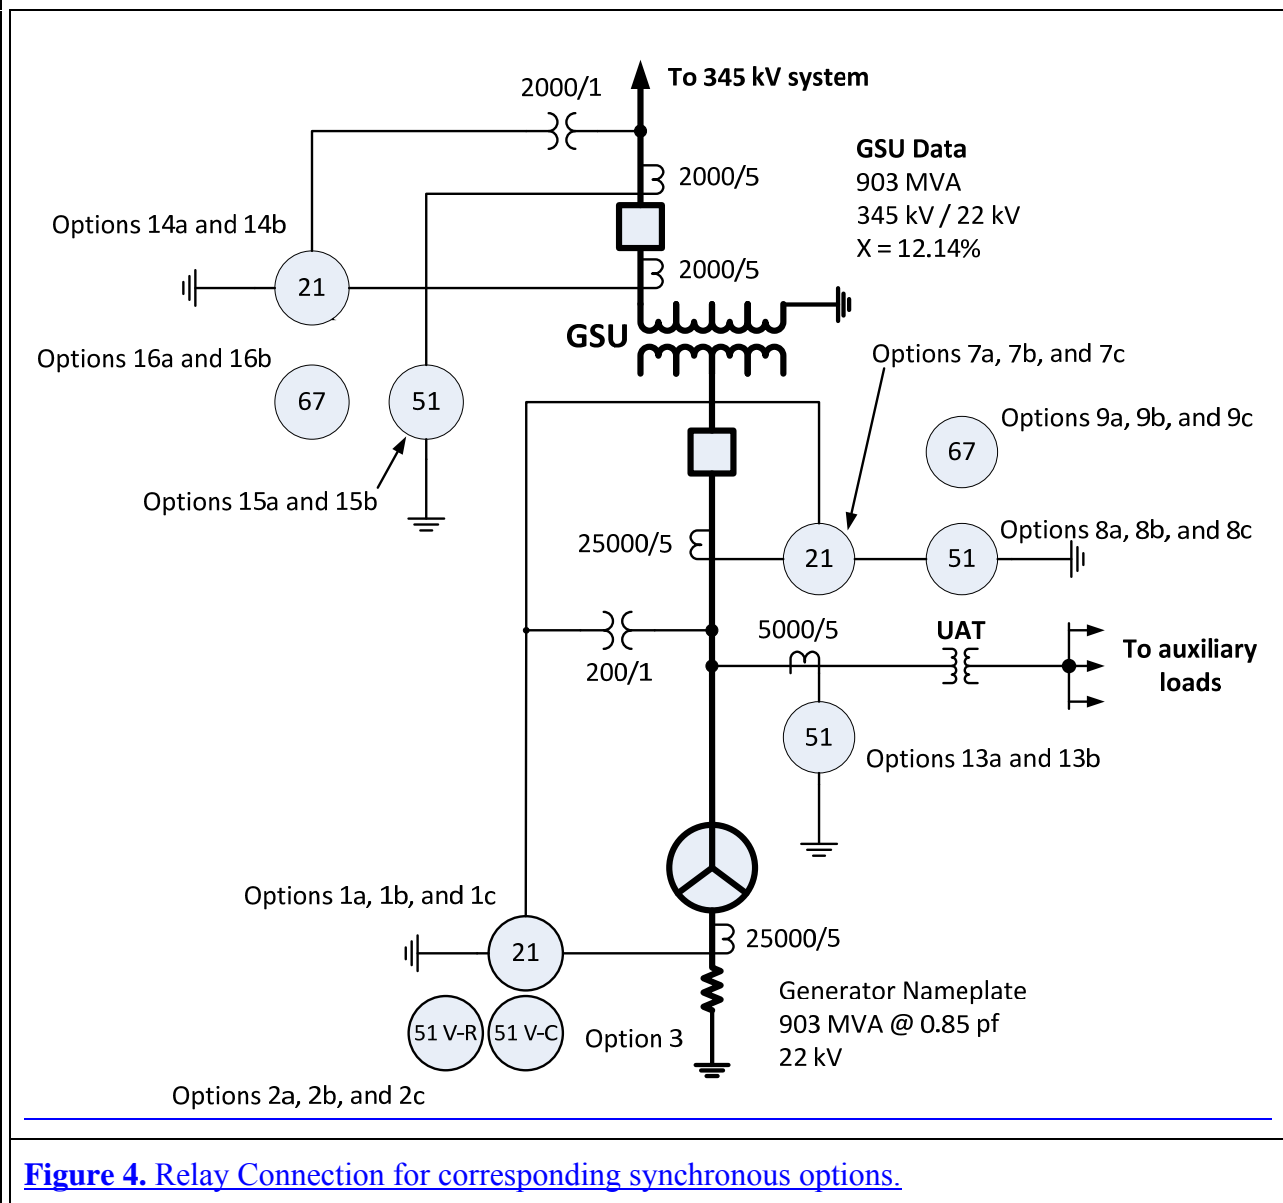 To 345 kV system
2000/1
GSU Data
903 MVA
345 kV / 22 kV
X = 12.14%
2000/5
Options 14a and 14b
21
2000/5
GSU
Options 16a and 16b
67
51
Options 15a and 15b
Options 7a, 7b, and 7c
Options 9a, 9b, and 9c
67
25000/5
21
51
Options 8a, 8b, and 8c
200/1
5000/5
UAT
To auxiliary
loads
51
Options 13a and 13b
Options 1a, 1b, and 1c
21
25000/5
51 V-R
51 V-C
Option 3
Generator Nameplate
903 MVA @ 0.85 pf
22 kV
Options 2a, 2b, and 2c
Figure 4. Relay Connection for corresponding synchronous options.